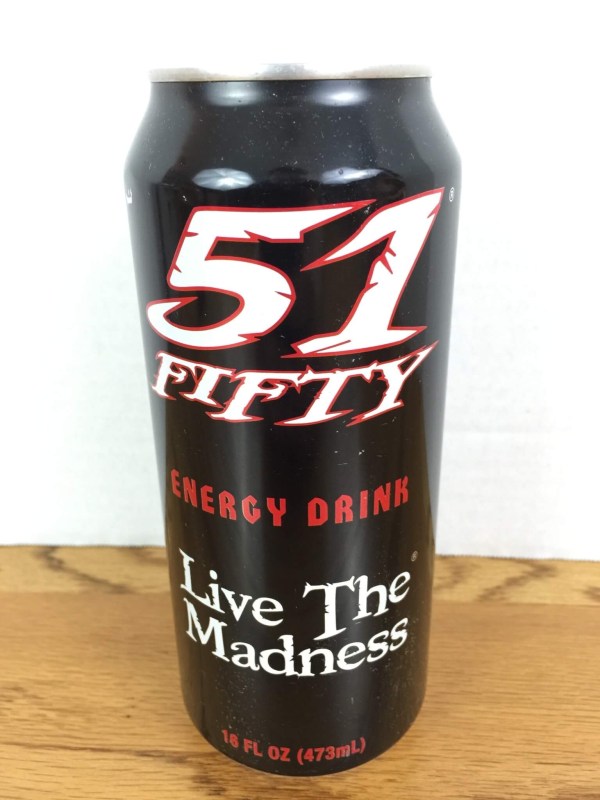 51
FIFTY
ENERGY DRINK
Live The
Madness
16 FL OZ (473mL)